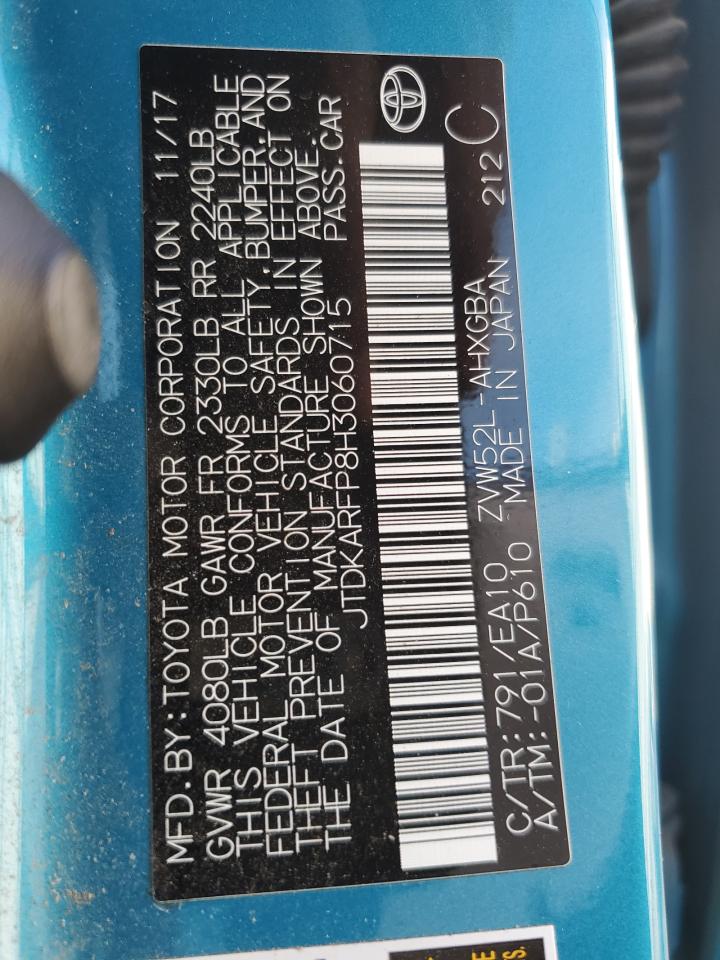 MFD.BY:TOYOTA MOTOR CORPORATION 11/17
GVWR 4080LB GAWR FR 2330LB RR 2240LB
THIS VEHICLE CONFORMS TO ALL APPLICABLE
FEDERAL MOTOR VEHICLE SAFETY,BUMPER,AND
THEFT PREVENTION STANDARDS IN EFFECT ON
THE DATE OF MANUFACTURE SHOWN ABOVE.
JTDKARFP8H3060715 PASS.CAR
C/TR:791/EA10 ZVW52L-AHXGBA 212 C
A/TM:-01A/P610 MADE IN JAPAN